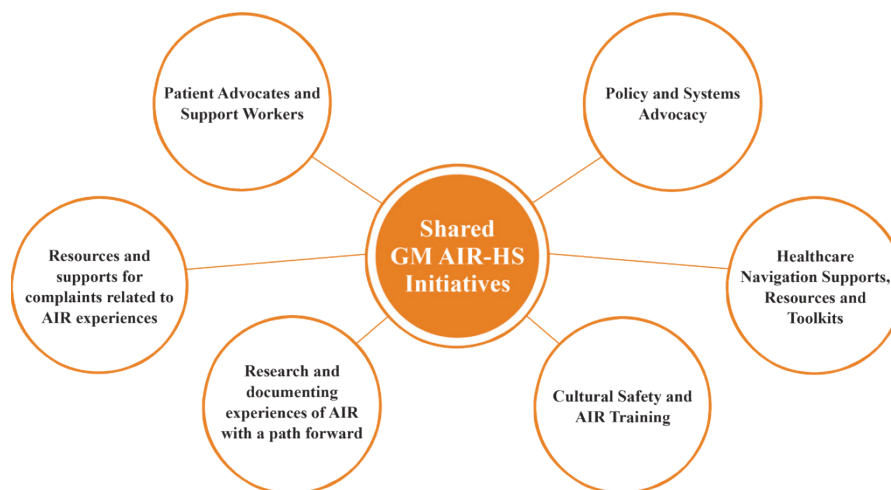 Patient Advocates and
Support Workers
Policy and Systems
Advocacy
Shared
GM AIR-HS
Initiatives
Resources and
supports for
complaints related to
AIR experiences
Healthcare
Navigation Supports,
Resources and
Toolkits
Research and
documenting
experiences of AIR
with a path forward
Cultural Safety and
AIR Training